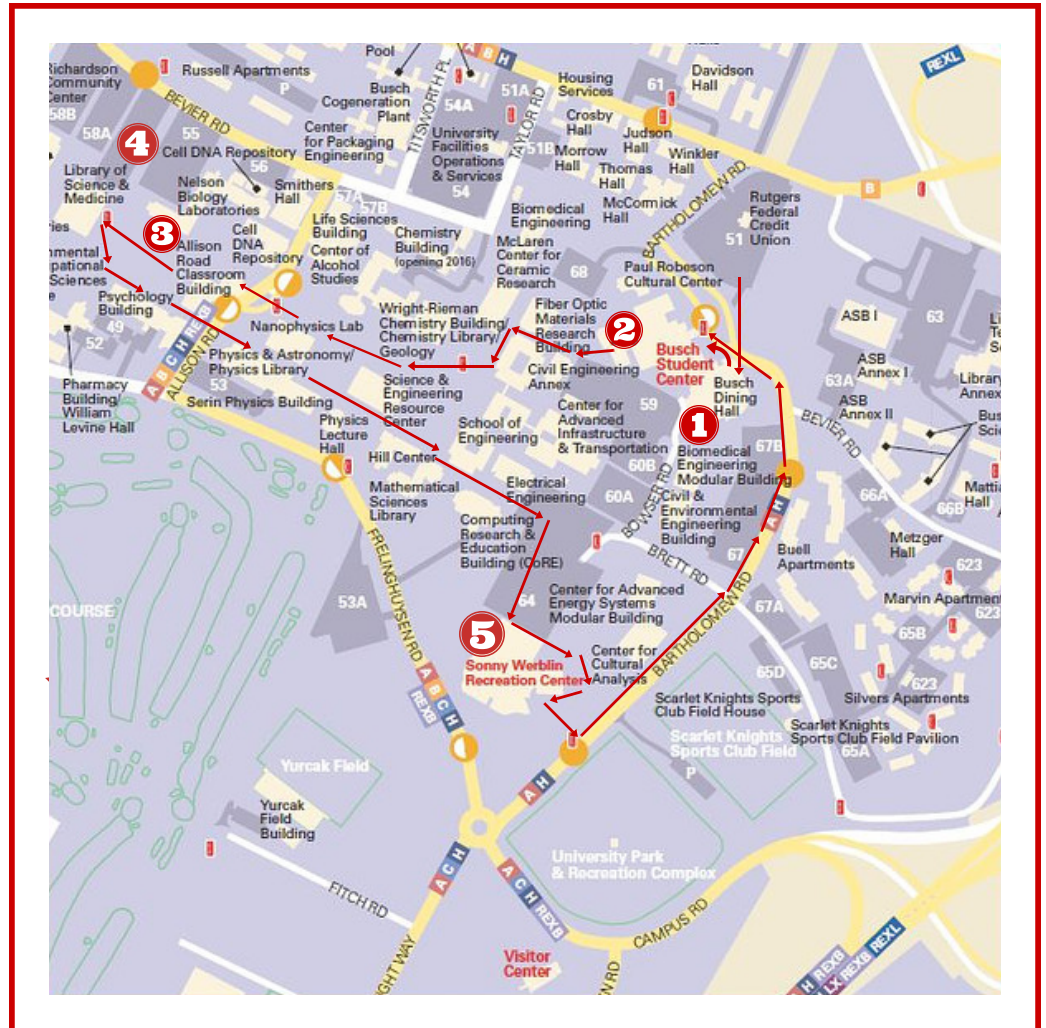 Richardson
Community
Center
58B
58A
Russell Apartments
P
BEVIER RD
55
Pool
Busch
Cogeneration
Plant
Center
for Packaging
Engineering
TITSWORTH PL
A B H
54A
51A
University
Facilities
Operations
& Services
54
TAYLOR RD
51B
Housing
Services
61
Davidson
Hall
REXL
Crosby
Hall
Judson
Hall
Morrow
Hall
Thomas
Hall
Winkler
Hall
McCormick
Hall
B
4
Cell DNA Repository
56
Library of
Science &
Medicine
Nelson
Biology
Laboratories
Smithers
Hall
57A
57B
Life Sciences
Building
3
Allison
Road
Classroom
Building
Cell
DNA
Repository
Center of
Alcohol
Studies
Chemistry
Building
(opening 2016)
Biomedical
Engineering
McLaren
Center for
Ceramic
Research
68
BARTHOLOMEW RD.
51
Rutgers
Federal
Credit
Union
Paul Robeson
Cultural Center
Psychology
Building
49
52
A B C H REXB
ALLISON RD
Nanophysics Lab
Wright-Rieman
Chemistry Building/
Chemistry Library/
Geology
Fiber Optic
Materials
Research
Building
2
Civil Engineering
Annex
Busch
Student
Center
Busch
Dining
Hall
ASB I
63
63A
ASB
Annex I
ASB
Annex II
BEVIER RD
Pharmacy
Building/
William
Levine Hall
Physics & Astronomy/
Physics Library
53
Serin Physics Building
Physics
Lecture
Hall
Science &
Engineering
Resource
Center
School of
Engineering
Center for
Advanced
Infrastructure
& Transportation
59
60B
60A
1
67B
Biomedical
Engineering
Modular Building
Hill Center
Mathematical
Sciences
Library
Electrical
Engineering
BOWSER RD
Civil &
Environmental
Engineering
Building
67
A H
66A
66B
Computing
Research &
Education
Building (CoRE)
BRETT RD
Buell
Apartments
Metzger
Hall
623
FRELINGHUYSEN RD
53A
64
Center for Advanced
Energy Systems
Modular Building
BARTHOLOMEW RD
67A
65B
623
COURSE
5
Sonny Werblin
Recreation Center
Center for
Cultural
Analysis
65D
65C
623
Silvers Apartments
A B C H
REXB
Scarlet Knights Sports
Club Field House
Scarlet Knights
Sports Club Field
P
Scarlet Knights
Sports Club Field Pavilion
65A
Yurcak Field
Yurcak
Field
Building
A H
FITCH RD
A C H
A C H REXB
University Park
& Recreation Complex
CAMPUS RD
Visitor
Center
A H REXB
LX REXB REXL